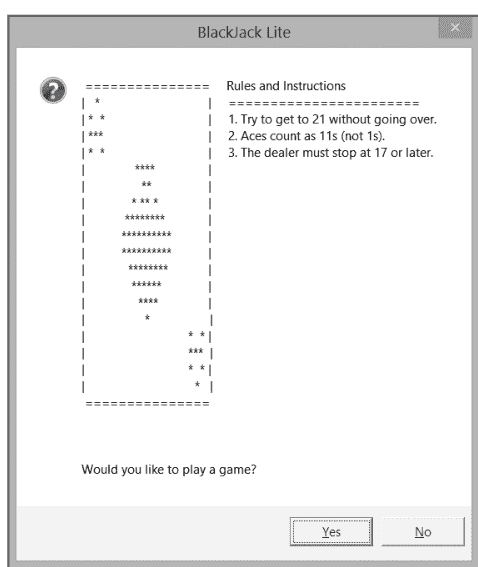 BlackJack Lite
=============== Rules and Instructions
| * | =======================
|* * | 1. Try to get to 21 without going over.
|*** | 2. Aces count as 11s (not 1s).
|* * | 3. The dealer must stop at 17 or later.
| **** |
| ** |
| * ** * |
| ******** |
| ********** |
| ********** |
| ******** |
| ****** |
| **** |
| * |
| * * |
| *** |
| * * |
| * |
===============
Would you like to play a game?
Yes No